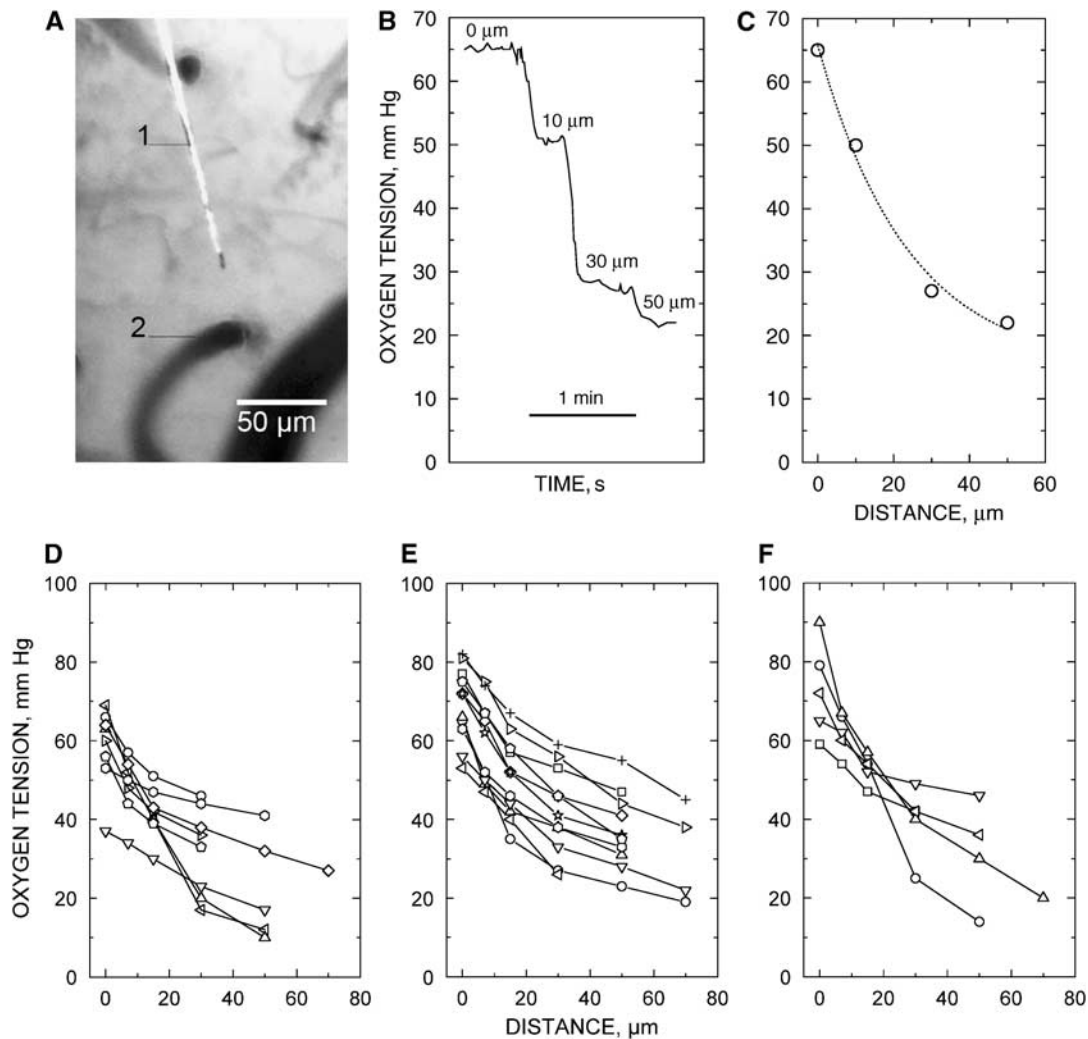 A
1
2
50 µm
B
OXYGEN TENSION, mm Hg
70
60
50
40
30
20
10
0
0 µm
10 µm
30 µm
50 µm
1 min
TIME, s
C
70
60
50
40
30
20
10
0
0 20 40 60
DISTANCE, µm
D
OXYGEN TENSION, mm Hg
100
80
60
40
20
0
0 20 40 60 80
E
100
80
60
40
20
0
0 20 40 60 80
DISTANCE, µm
F
100
80
60
40
20
0
0 20 40 60 80